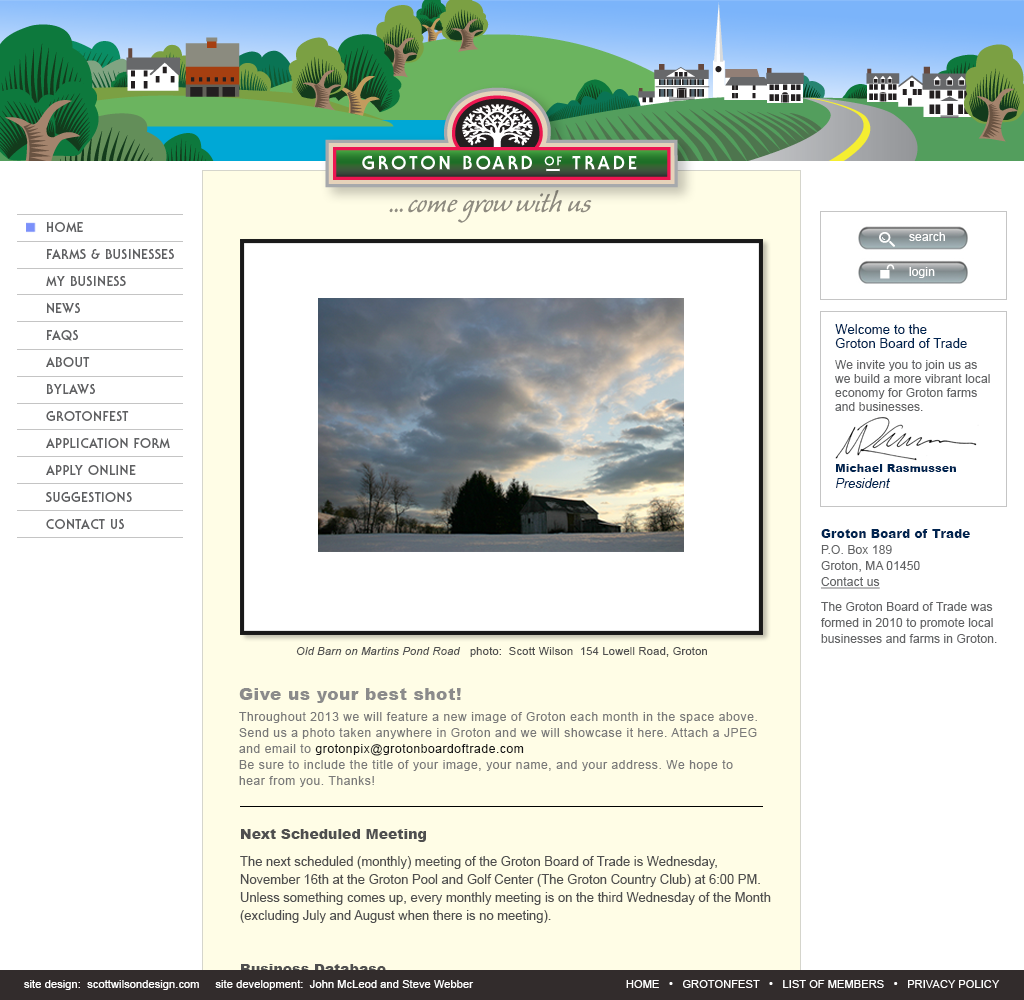 GROTON BOARD OF TRADE
... come grow with us
HOME
FARMS & BUSINESSES
MY BUSINESS
NEWS
FAQS
ABOUT
BYLAWS
GROTONFEST
APPLICATION FORM
APPLY ONLINE
SUGGESTIONS
CONTACT US
Old Barn on Martins Pond Road photo: Scott Wilson 154 Lowell Road, Groton
Give us your best shot!
Throughout 2013 we will feature a new image of Groton each month in the space above.
Send us a photo taken anywhere in Groton and we will showcase it here. Attach a JPEG
and email to grotonpix@grotonboardoftrade.com
Be sure to include the title of your image, your name, and your address. We hope to
hear from you. Thanks!
Next Scheduled Meeting
The next scheduled (monthly) meeting of the Groton Board of Trade is Wednesday,
November 16th at the Groton Pool and Golf Center (The Groton Country Club) at 6:00 PM.
Unless something comes up, every monthly meeting is on the third Wednesday of the Month
(excluding July and August when there is no meeting).
Business Database
search
login
Welcome to the
Groton Board of Trade
We invite you to join us as
we build a more vibrant local
economy for Groton farms
and businesses.
Michael Rasmussen
President
Groton Board of Trade
P.O. Box 189
Groton, MA 01450
Contact us
The Groton Board of Trade was
formed in 2010 to promote local
businesses and farms in Groton.
site design: scottwilsondesign.com site development: John McLeod and Steve Webber
HOME • GROTONFEST • LIST OF MEMBERS • PRIVACY POLICY